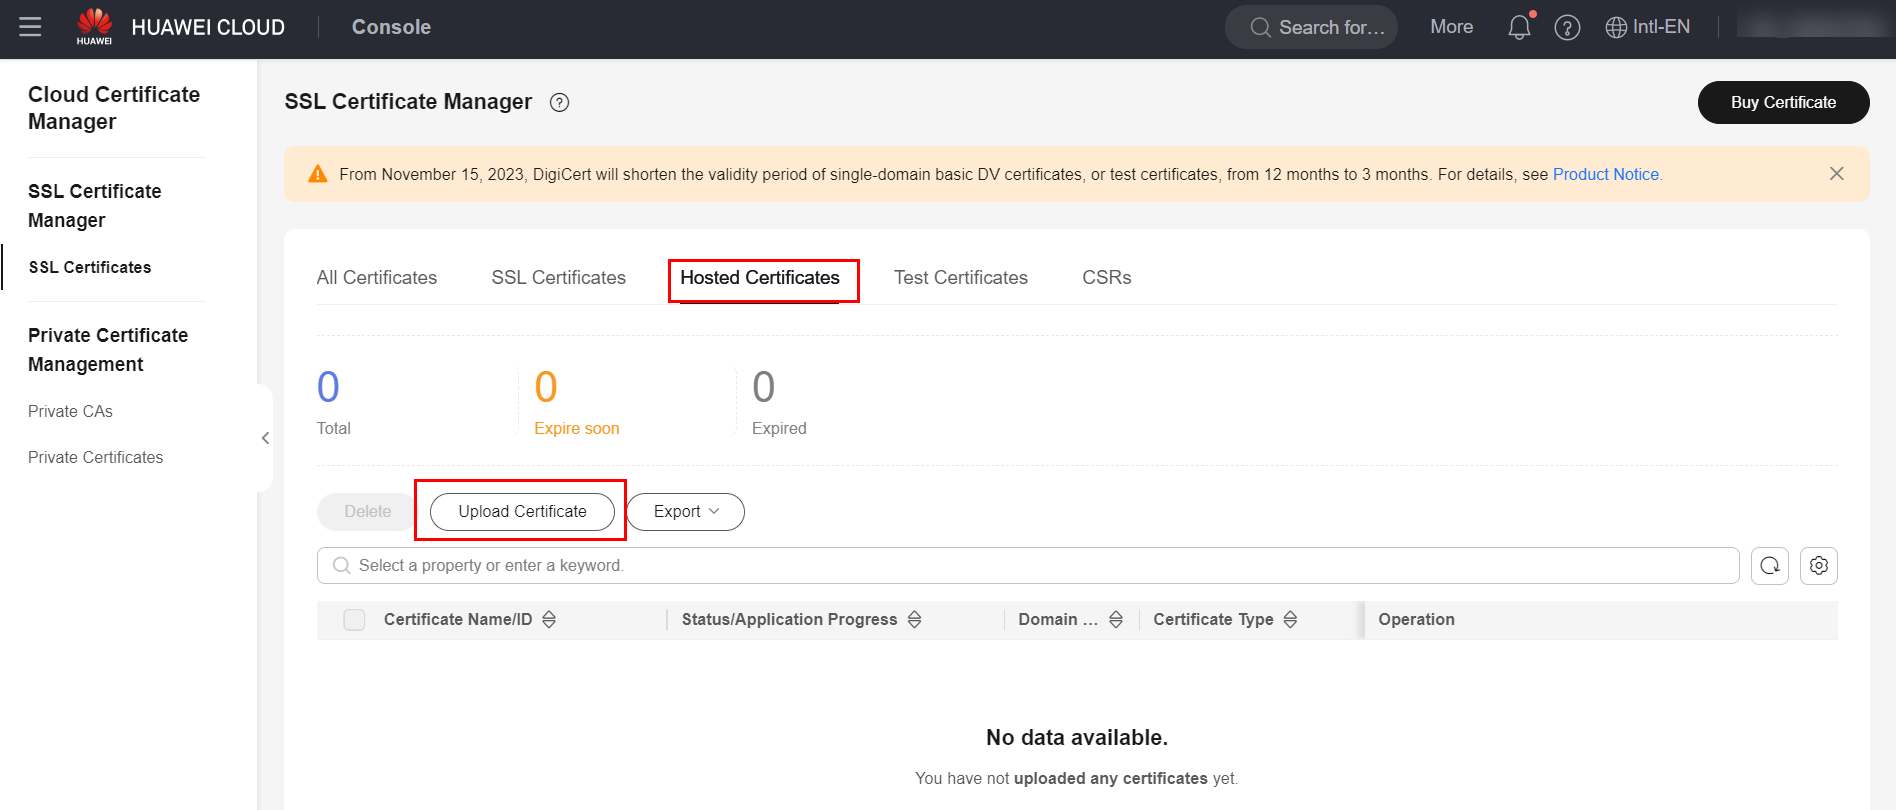 HUAWEI
HUAWEI CLOUD
Console
Search for...
More
Intl-EN
Cloud Certificate
Manager
SSL Certificate
Manager
SSL Certificates
Private Certificate
Management
Private CAs
Private Certificates
SSL Certificate Manager
?
Buy Certificate
From November 15, 2023, DigiCert will shorten the validity period of single-domain basic DV certificates, or test certificates, from 12 months to 3 months. For details, see Product Notice.
All Certificates
SSL Certificates
Hosted Certificates
Test Certificates
CSRs
0
Total
0
Expire soon
0
Expired
Delete
Upload Certificate
Export
Select a property or enter a keyword.
Certificate Name/ID
Status/Application Progress
Domain ...
Certificate Type
Operation
No data available.
You have not uploaded any certificates yet.